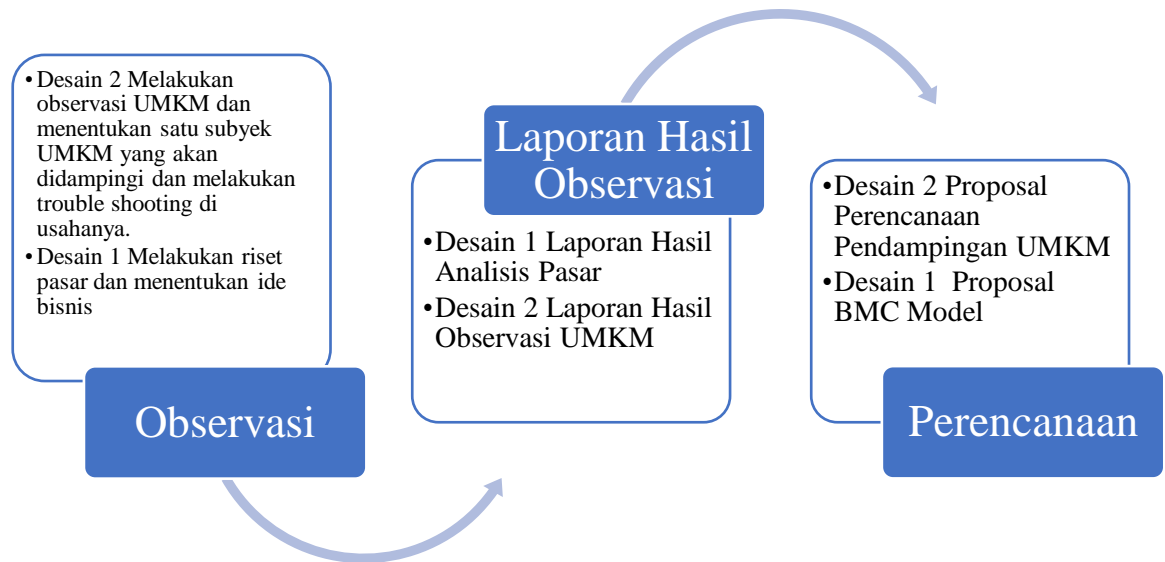 •Desain 2 Melakukan
observasi UMKM dan
menentukan satu subyek
UMKM yang akan
didampingi dan melakukan
trouble shooting di
usahanya.
•Desain 1 Melakukan riset
pasar dan menentukan ide
bisnis
Observasi
Laporan Hasil
Observasi
•Desain 1 Laporan Hasil
Analisis Pasar
•Desain 2 Laporan Hasil
Observasi UMKM
•Desain 2 Proposal
Perencanaan
Pendampingan UMKM
•Desain 1 Proposal
BMC Model
Perencanaan